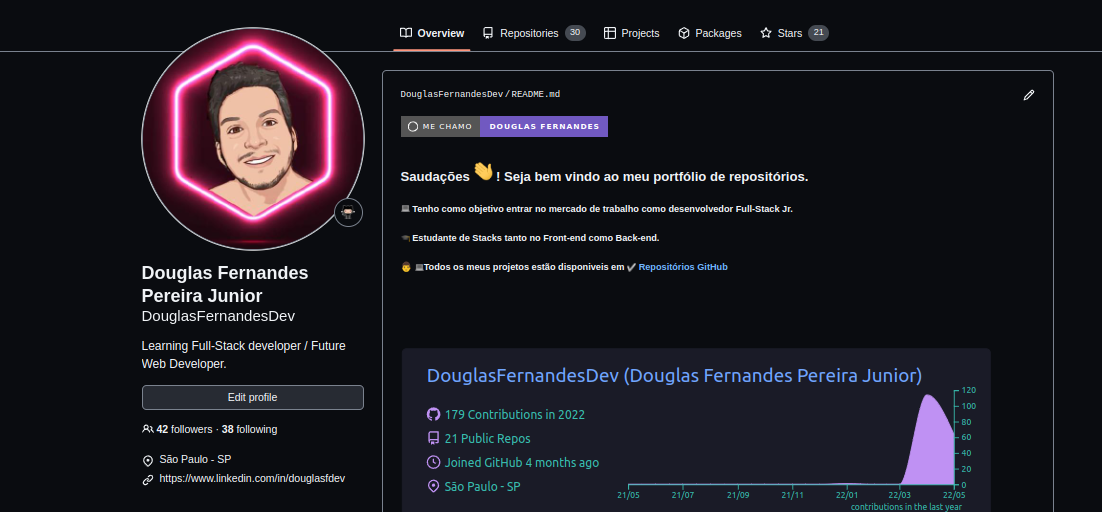 Overview
Repositories 30
Projects
Packages
Stars 21
Douglas Fernandes
Pereira Junior
DouglasFernandesDev
Learning Full-Stack developer / Future
Web Developer.
Edit profile
42 followers · 38 following
São Paulo - SP
https://www.linkedin.com/in/douglasfdev
DouglasFernandesDev/README.md
ME CHAMO DOUGLAS FERNANDES
Saudações 👋! Seja bem vindo ao meu portfólio de repositórios.
💻 Tenho como objetivo entrar no mercado de trabalho como desenvolvedor Full-Stack Jr.
🎓 Estudante de Stacks tanto no Front-end como Back-end.
👨 💻Todos os meus projetos estão disponiveis em ✔️ Repositórios GitHub
DouglasFernandesDev (Douglas Fernandes Pereira Junior)
179 Contributions in 2022
21 Public Repos
Joined GitHub 4 months ago
São Paulo - SP
120
100
80
60
40
20
0
21/05 21/07 21/09 21/11 22/01 22/03 22/05
contributions in the last year